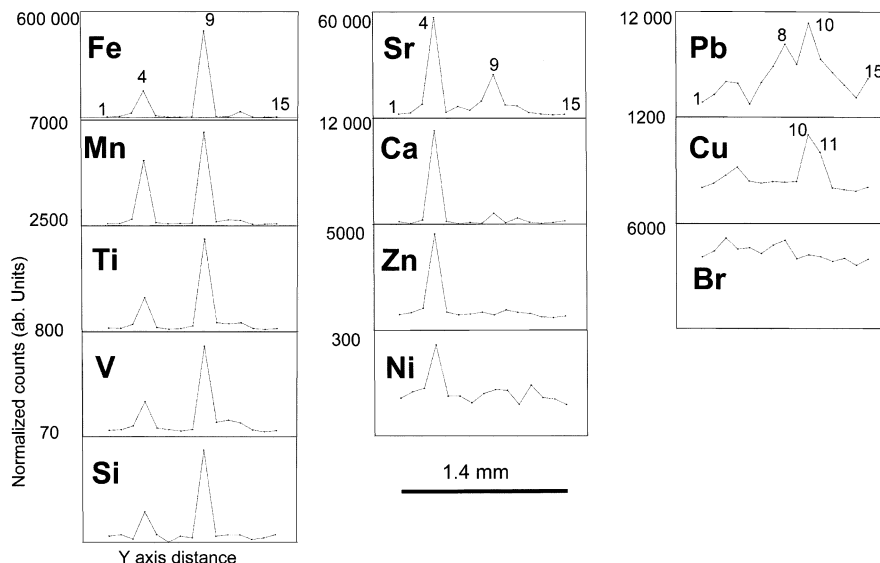 600 000
Fe
1
4
9
15
7000
Mn
2500
Ti
800
V
70
Si
Normalized counts (ab. Units)
Y axis distance
60 000
Sr
1
4
9
15
12 000
Ca
5000
Zn
300
Ni
1.4 mm
12 000
Pb
1
8
10
15
1200
Cu
10
11
6000
Br